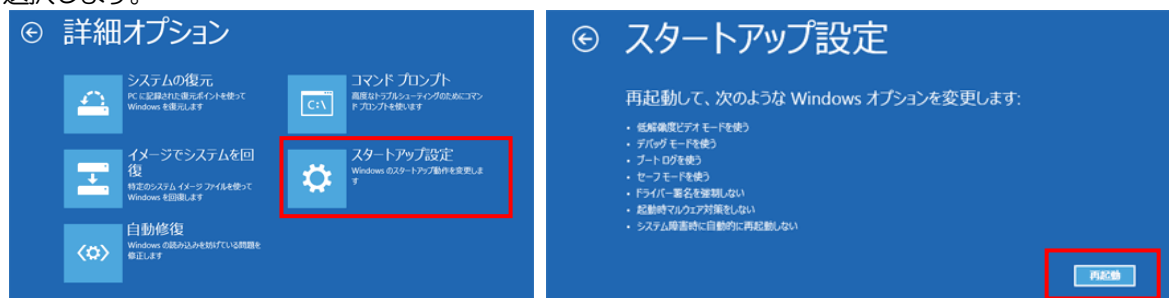 選択します。
詳細オプション
システムの復元
PC に記録された復元ポイントを使って
Windows を復元します
コマンド プロンプト
高度なトラブルシューティングのためにコマン
ド プロンプトを使います
C:\
イメージでシステムを回
復
特定のシステム イメージ ファイルを使って
Windows を回復します
スタートアップ設定
Windows のスタートアップ動作を変更しま
す
自動修復
Windows の読み込みを妨げている問題を
修正します
スタートアップ設定
再起動して、次のような Windows オプションを変更します:
• 低解像度ビデオ モードを使う
• デバッグ モードを使う
• ブート ログを使う
• セーフ モードを使う
• ドライバー署名を強制しない
• 起動時マルウェア対策をしない
• システム障害時に自動的に再起動しない
再起動